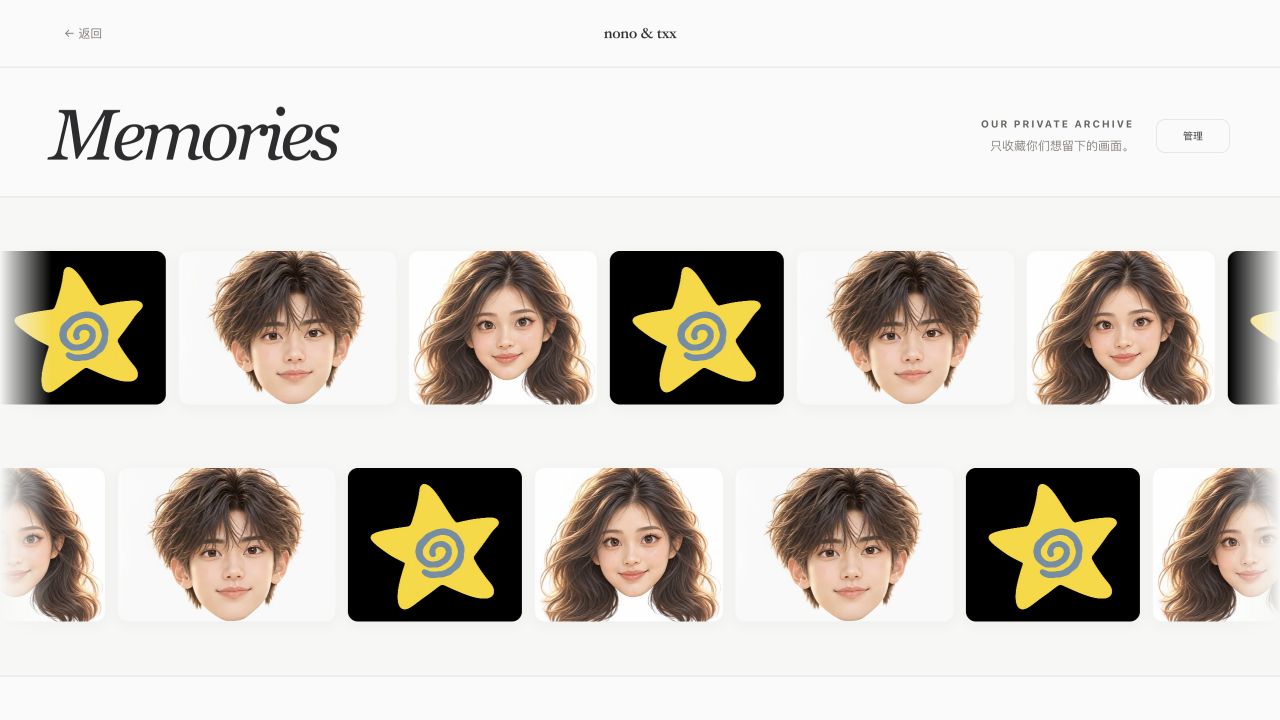 ← 返回
nono & txx
Memories
OUR PRIVATE ARCHIVE
只收藏你们想留下的画面。
管理